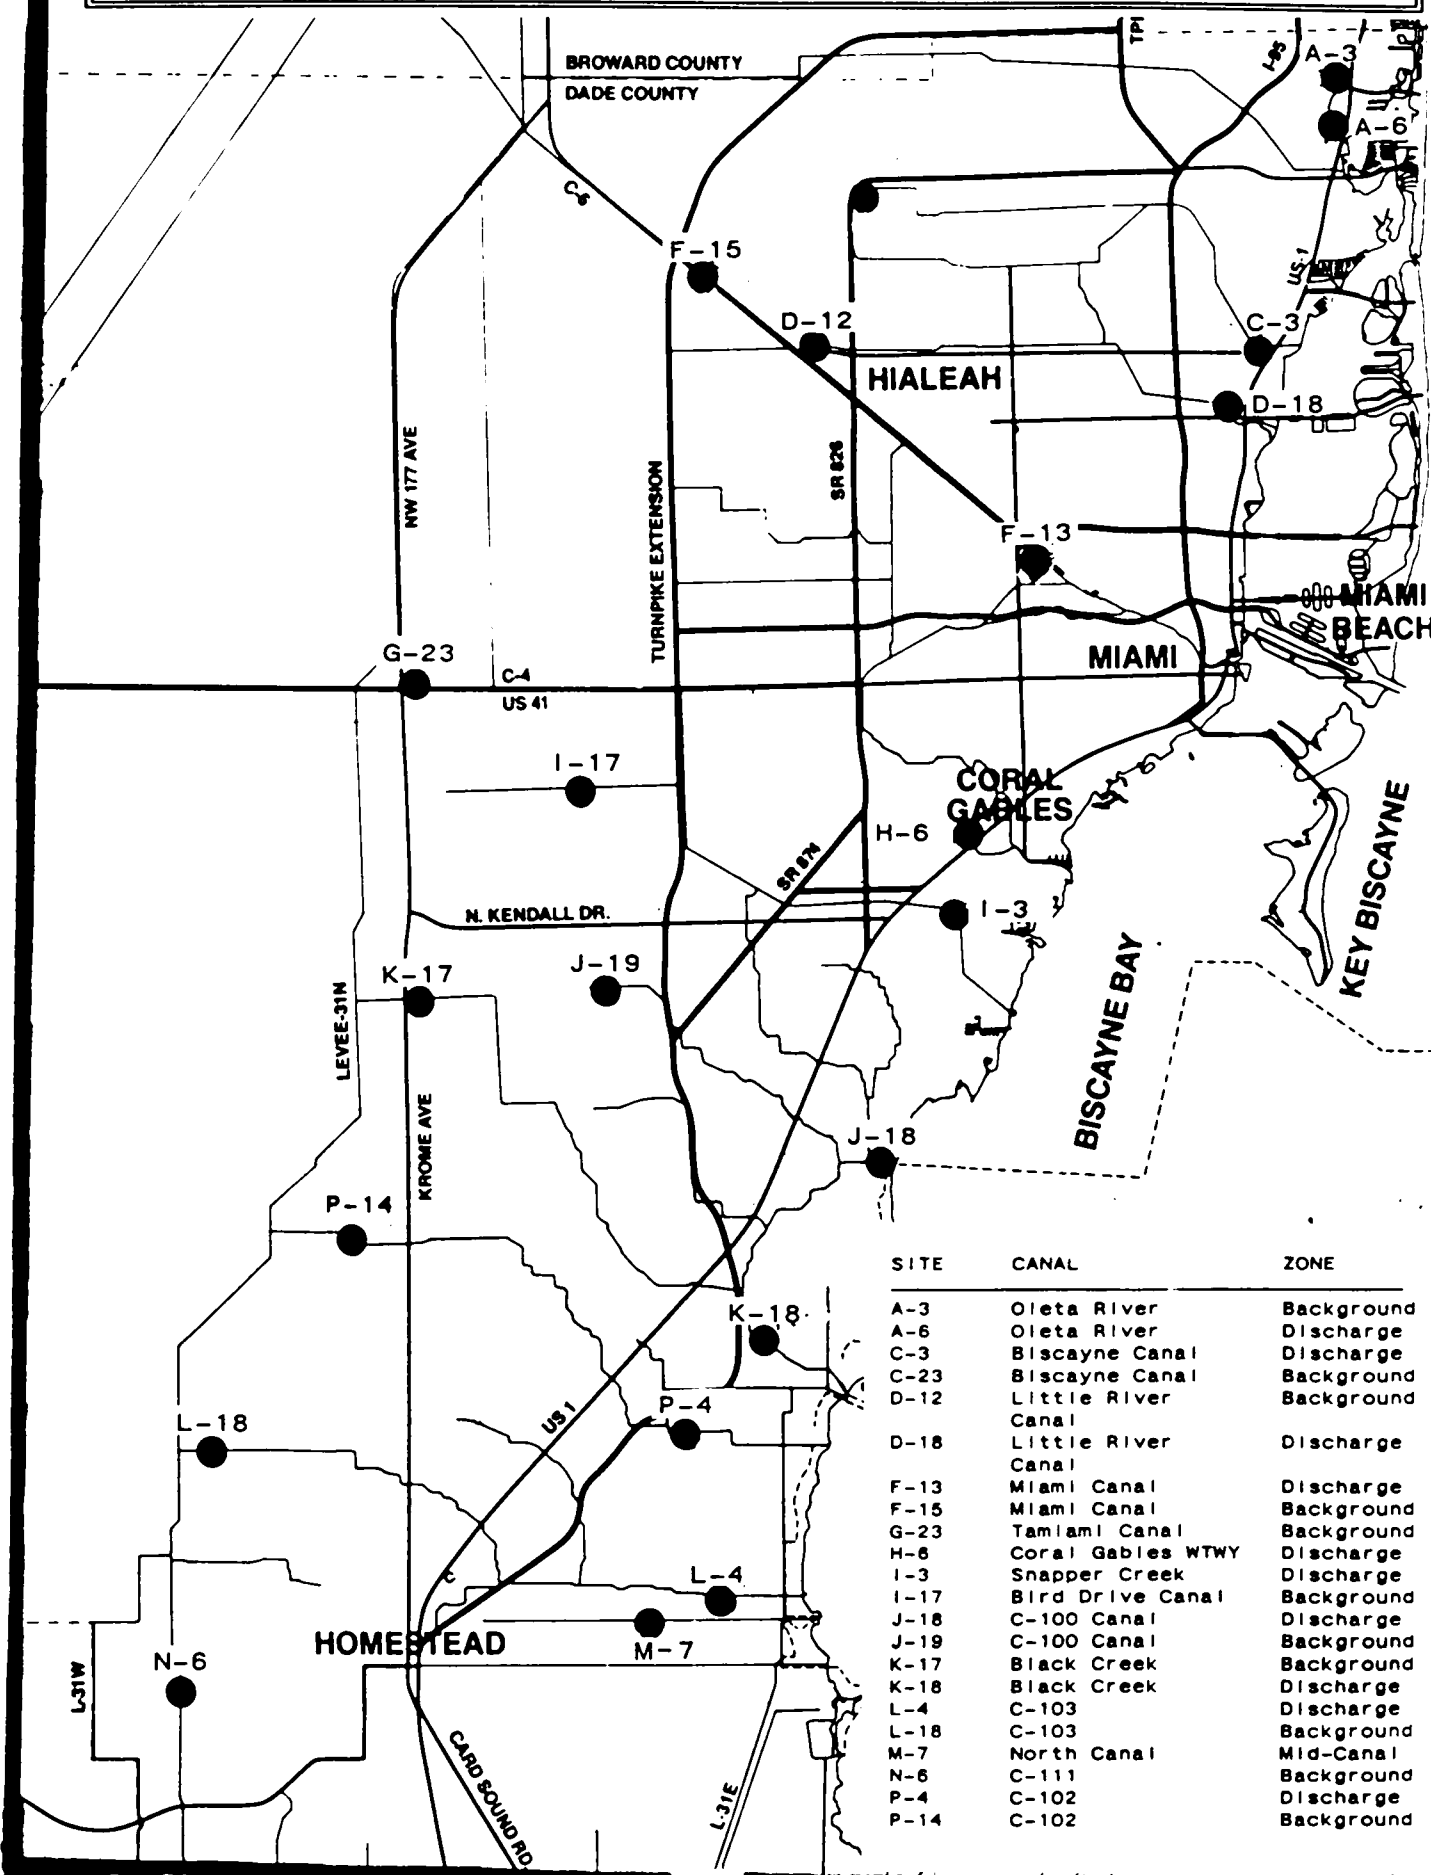 TPI
I-95
A-3
BROWARD COUNTY
DADE COUNTY
A-6
C-6
F-15
US-1
D-12
C-3
HIALEAH
D-18
NW 177 AVE
SR 826
TURNPIKE EXTENSION
F-13
MIAMI
BEACH
G-23
MIAMI
C-4
US 41
I-17
CORAL
GABLES
H-6
KEY BISCAYNE
SR 874
N. KENDALL DR.
I-3
K-17
J-19
BISCAYNE BAY
LEVEE-31N
KROME AVE
J-18
P-14
K-18
P-4
US 1
L-18
L-4
HOMESTEAD
M-7
N-6
L-31W
CARD SOUND RD.
L-31E
SITE CANAL ZONE
A-3 Oleta River Background
A-6 Oleta River Discharge
C-3 Biscayne Canal Discharge
C-23 Biscayne Canal Background
D-12 Little River Background
Canal
D-18 Little River Discharge
Canal
F-13 Miami Canal Discharge
F-15 Miami Canal Background
G-23 Tamiami Canal Background
H-6 Coral Gables WTWY Discharge
I-3 Snapper Creek Discharge
I-17 Bird Drive Canal Background
J-18 C-100 Canal Discharge
J-19 C-100 Canal Background
K-17 Black Creek Background
K-18 Black Creek Discharge
L-4 C-103 Discharge
L-18 C-103 Background
M-7 North Canal Mid-Canal
N-6 C-111 Background
P-4 C-102 Discharge
P-14 C-102 Background